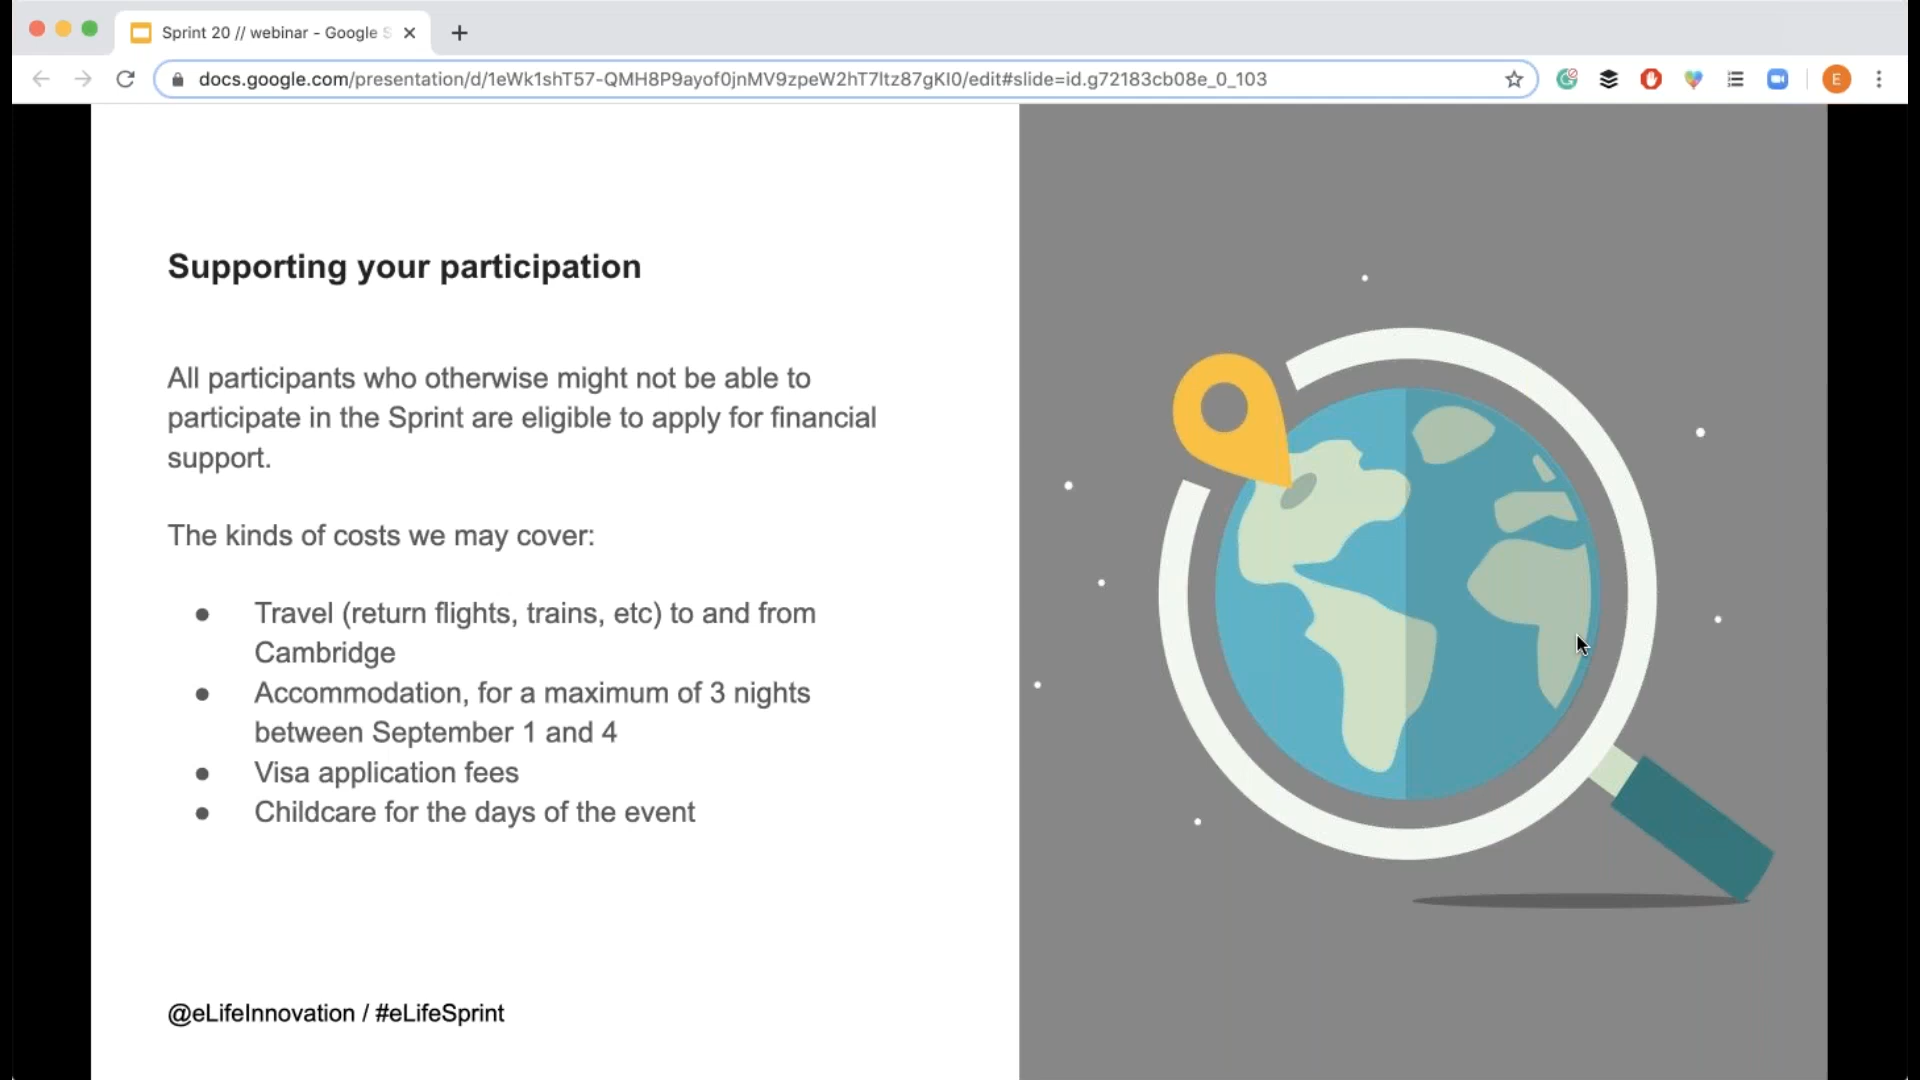 Sprint 20 // webinar - Google S
docs.google.com/presentation/d/1eWk1shT57-QMH8P9ayof0jnMV9zpeW2hT7ltz87gKI0/edit#slide=id.g72183cb08e_0_103
E
Supporting your participation
All participants who otherwise might not be able to
participate in the Sprint are eligible to apply for financial
support.
The kinds of costs we may cover:
● Travel (return flights, trains, etc) to and from
Cambridge
● Accommodation, for a maximum of 3 nights
between September 1 and 4
● Visa application fees
● Childcare for the days of the event
@eLifeInnovation / #eLifeSprint